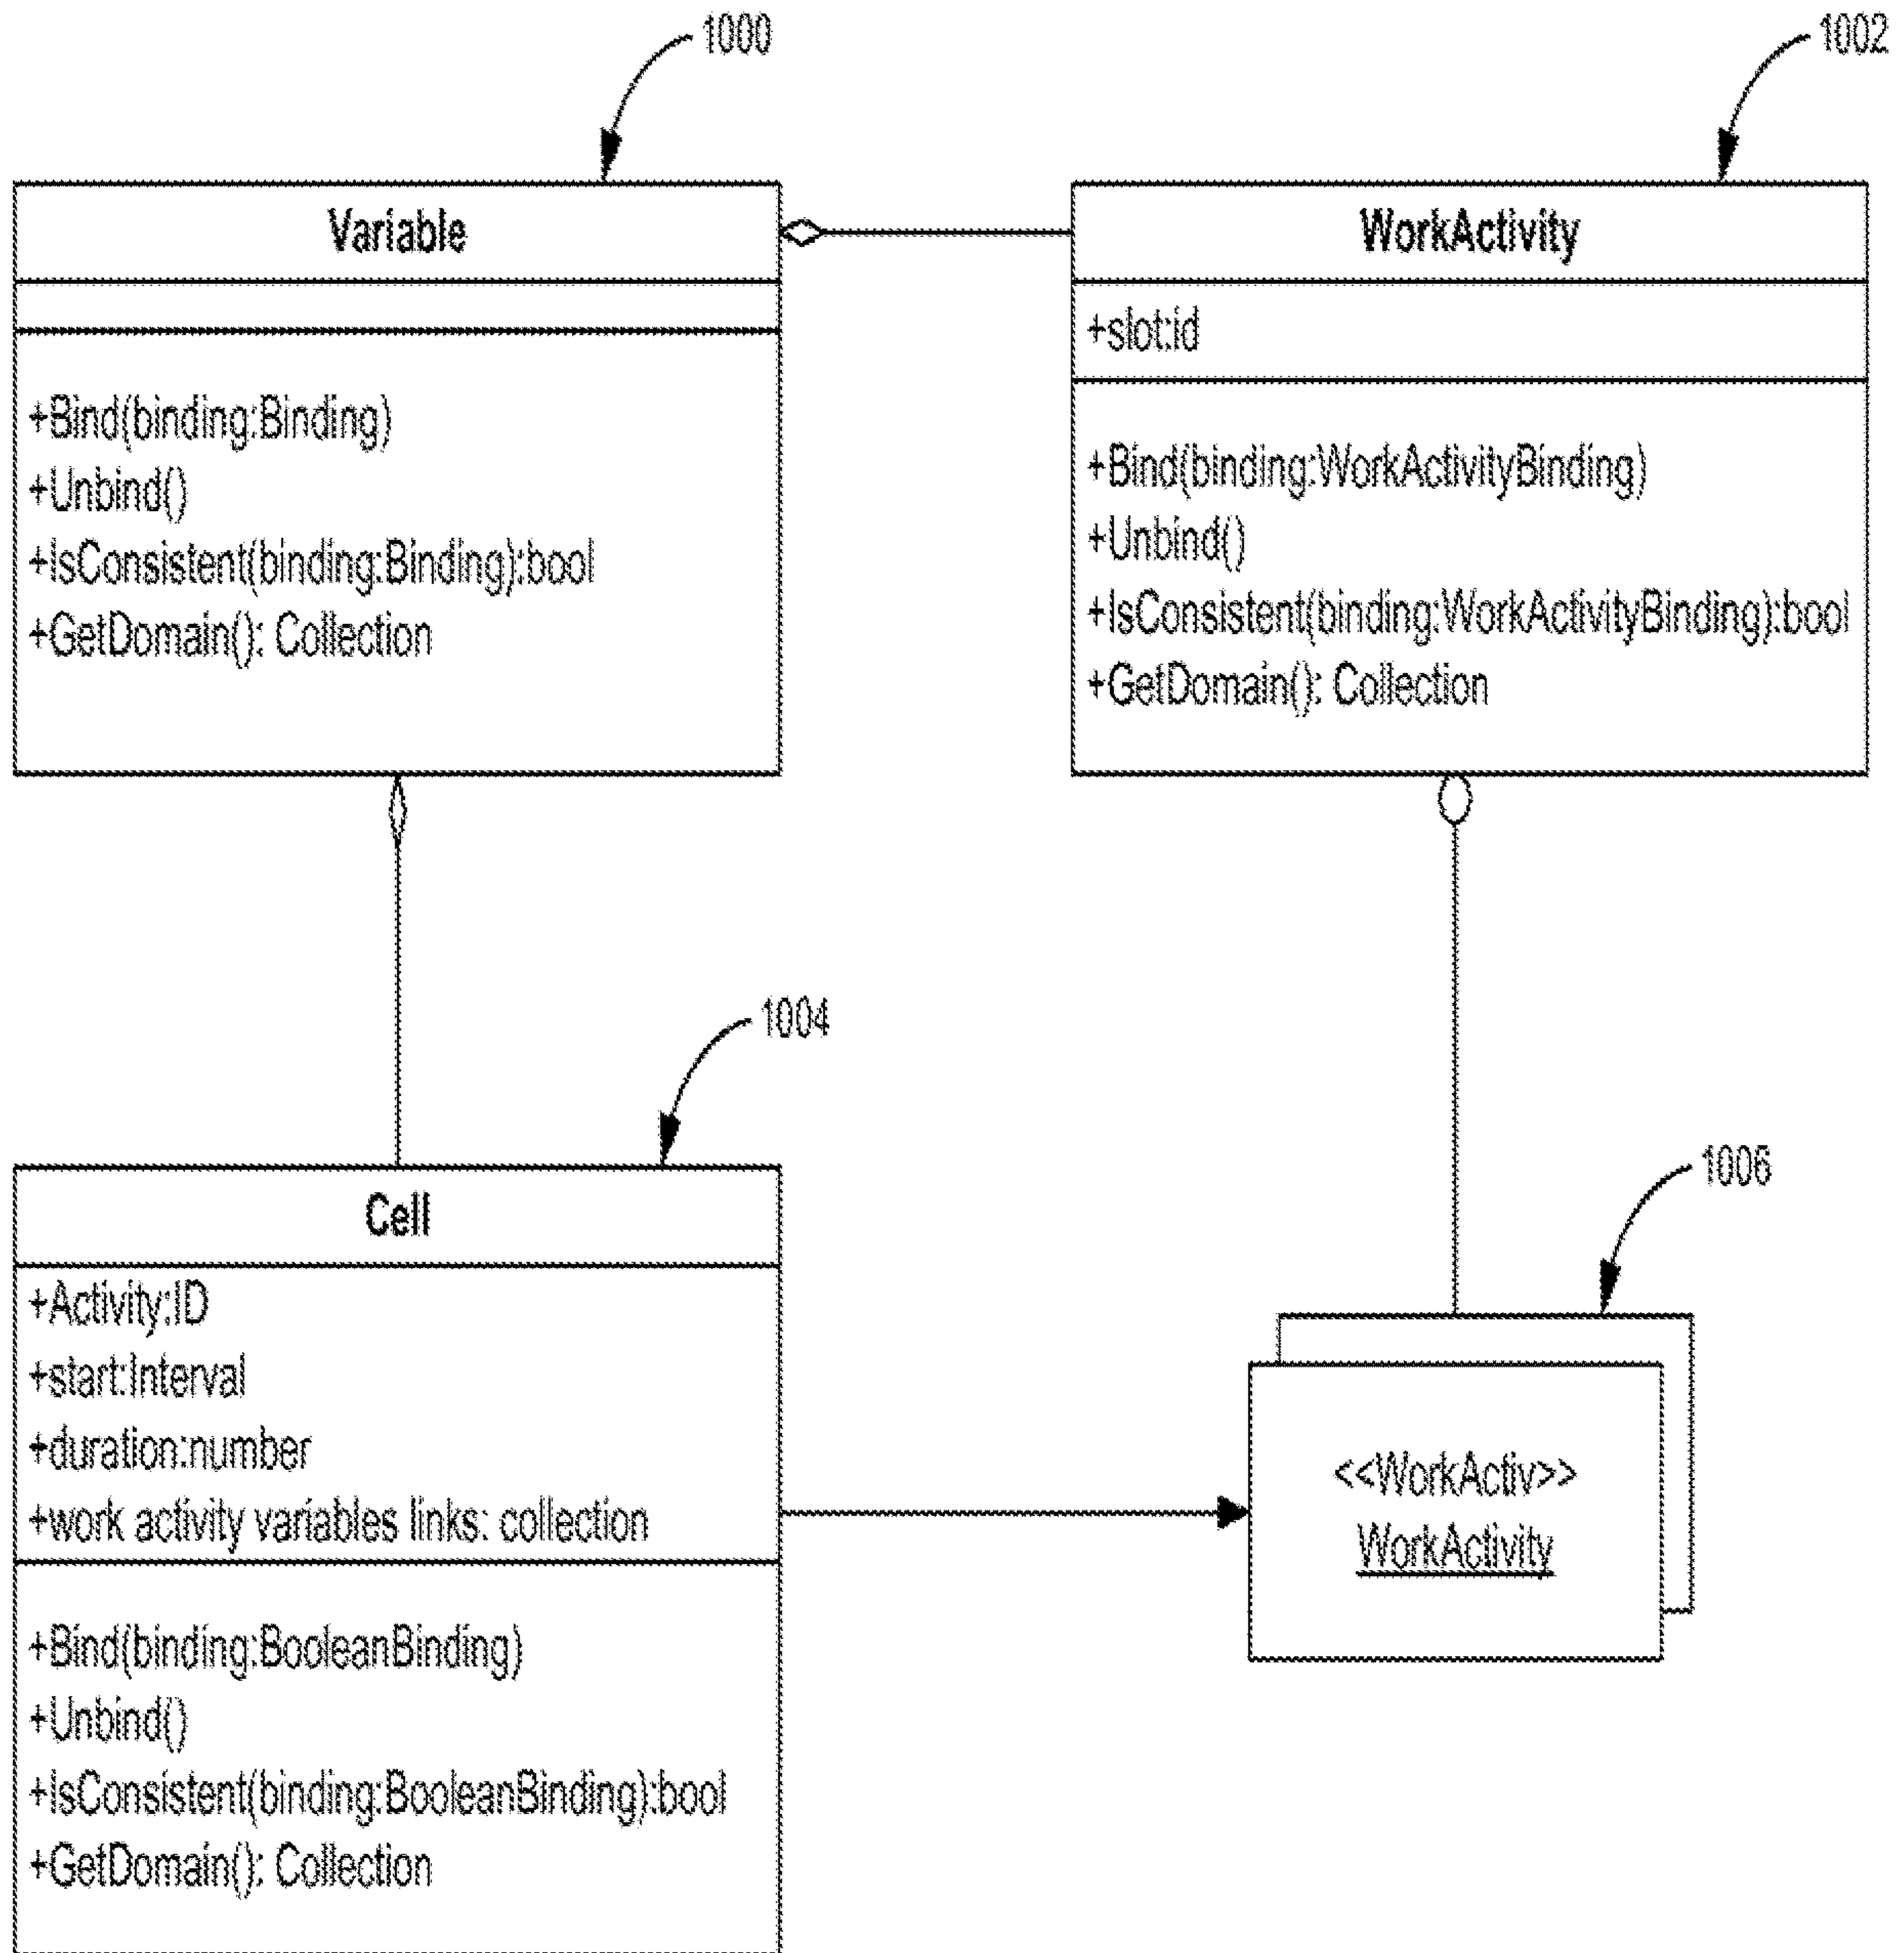 1000
1002
Variable
+Bind(binding:Binding)
+Unbind()
+IsConsistent(binding:Binding):bool
+GetDomain(): Collection
WorkActivity
+slot:id
+Bind(binding:WorkActivityBinding)
+Unbind()
+IsConsistent(binding:WorkActivityBinding):bool
+GetDomain(): Collection
1004
Cell
+Activity:ID
+start:Interval
+duration:number
+work activity variables links: collection
+Bind(binding:BooleanBinding)
+Unbind()
+IsConsistent(binding:BooleanBinding):bool
+GetDomain(): Collection
1006
<<WorkActiv>>
WorkActivity